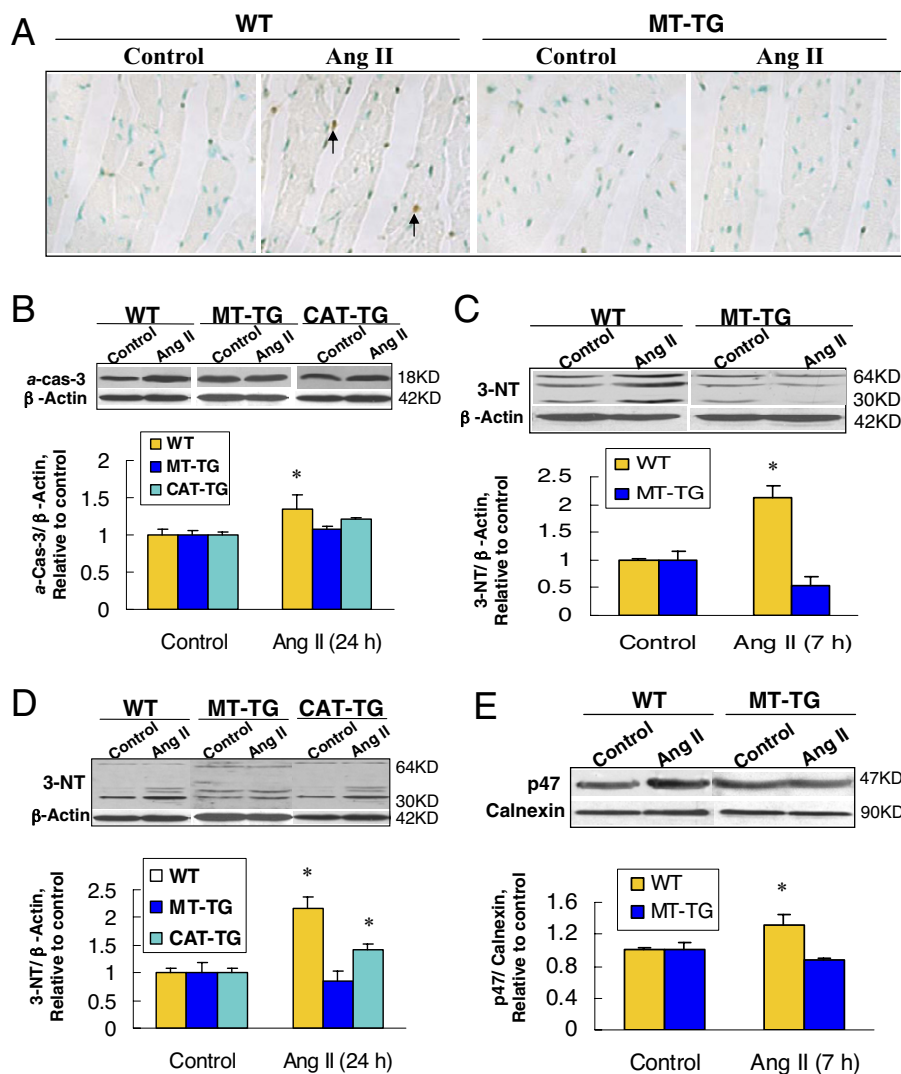 A
WT
MT-TG
Control
Ang II
Control
Ang II
B
WT
MT-TG
CAT-TG
Control
Ang II
Control
Ang II
Control
Ang II
a-cas-3
18KD
β -Actin
42KD
WT
MT-TG
CAT-TG
a-Cas-3/ β -Actin,
Relative to control
2
1.5
1
0.5
0
*
Control
Ang II (24 h)
C
WT
MT-TG
Control
Ang II
Control
Ang II
3-NT
64KD
30KD
β -Actin
42KD
WT
MT-TG
3-NT/ β -Actin,
Relative to control
2.5
2
1.5
1
0.5
0
*
Control
Ang II (7 h)
D
WT
MT-TG
CAT-TG
Control
Ang II
Control
Ang II
Control
Ang II
3-NT
64KD
30KD
β-Actin
42KD
WT
MT-TG
CAT-TG
3-NT/ β -Actin,
Relative to control
2.5
2
1.5
1
0.5
0
*
*
Control
Ang II (24 h)
E
WT
MT-TG
Control
Ang II
Control
Ang II
p47
47KD
Calnexin
90KD
WT
MT-TG
p47/ Calnexin,
Relative to control
1.6
1.2
0.8
0.4
0
*
Control
Ang II (7 h)